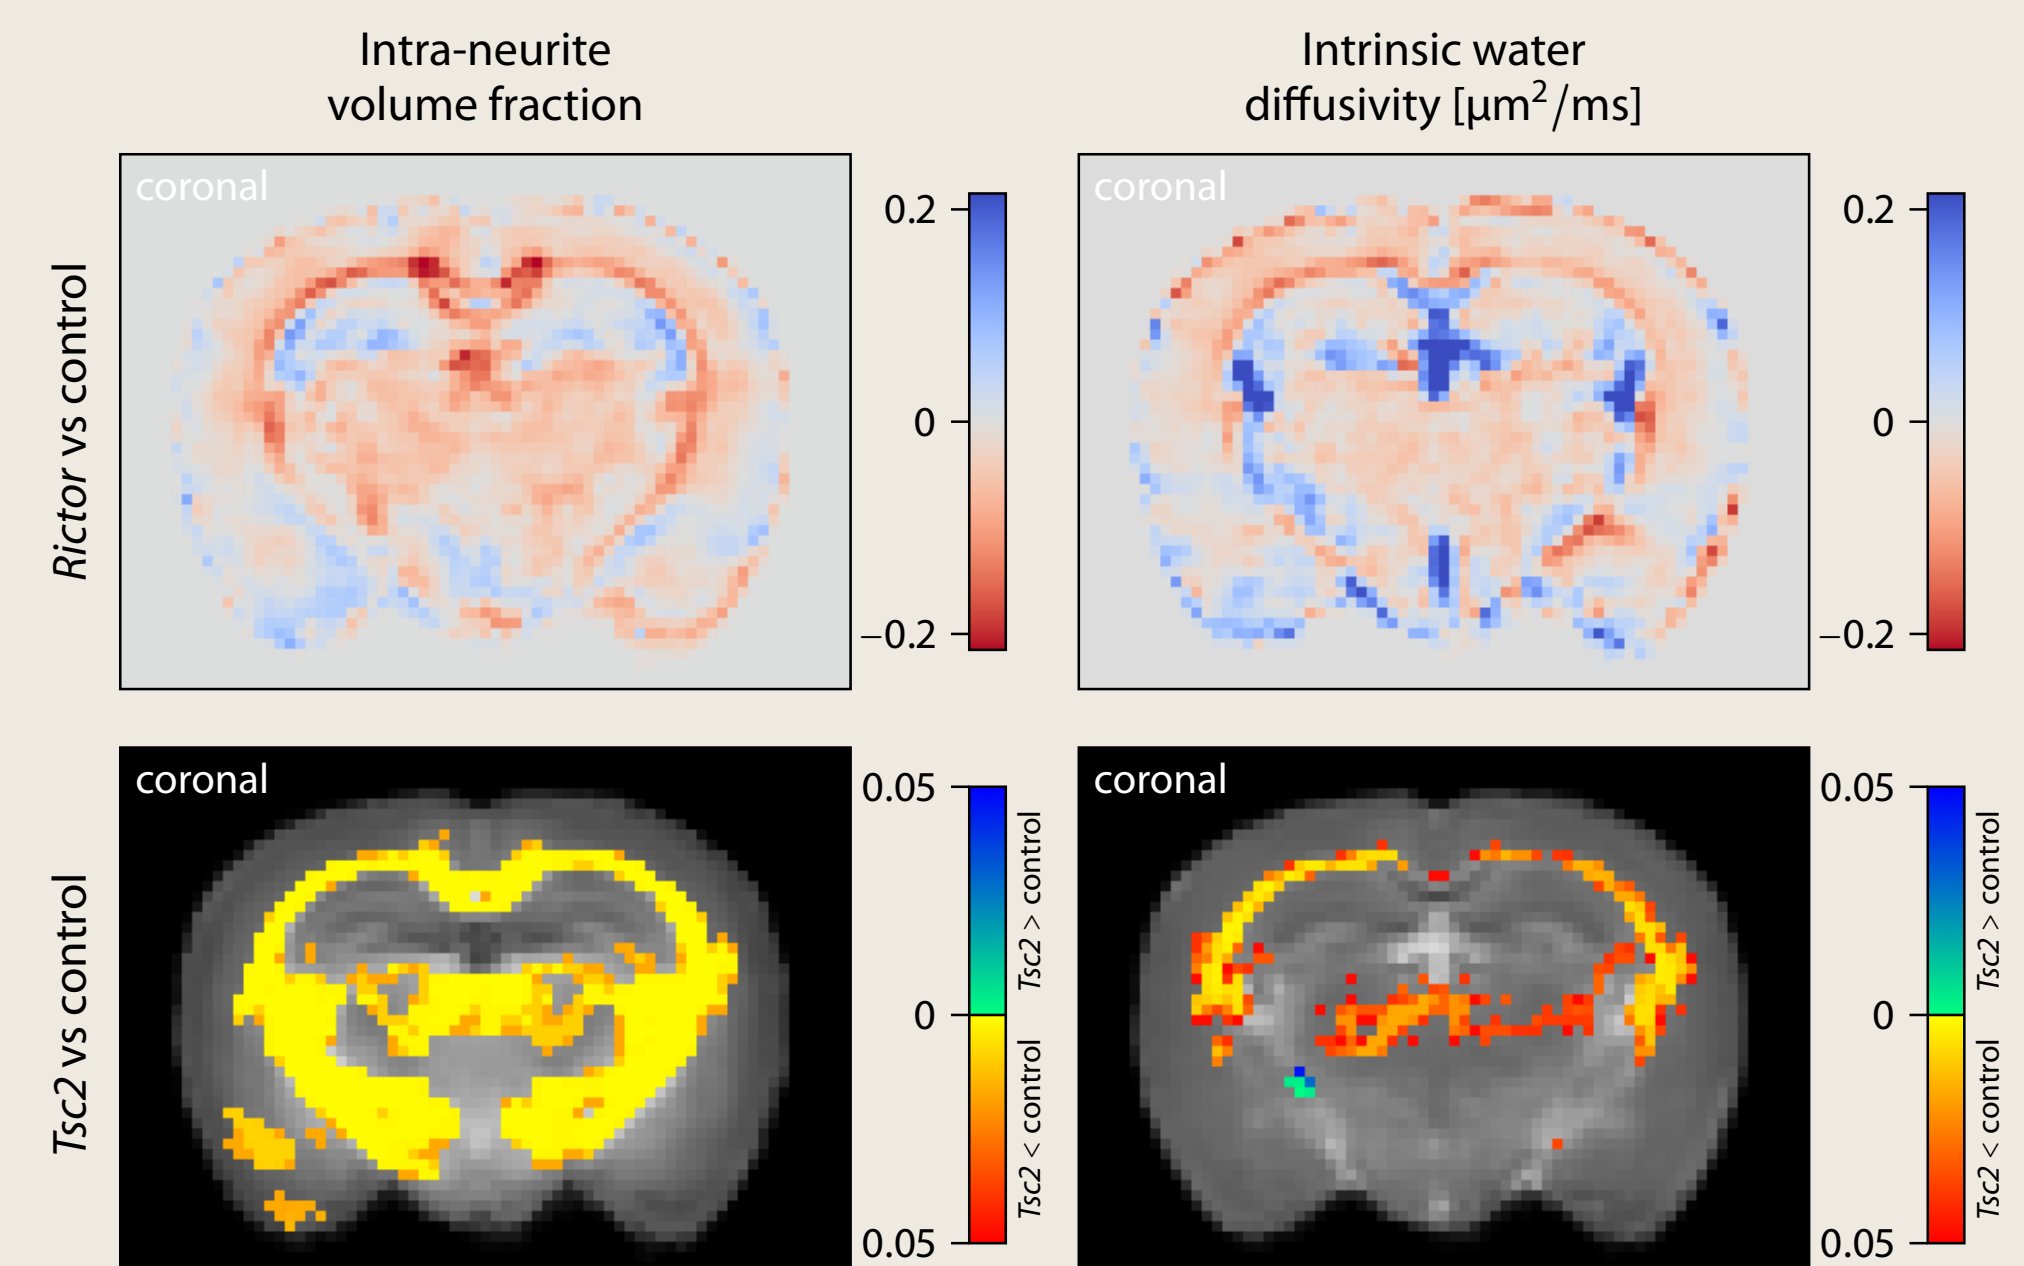 Intra-neurite
volume fraction
Intrinsic water
diffusivity [µm²/ms]
Rictor vs control
coronal
0.2
0
−0.2
coronal
0.2
0
−0.2
Tsc2 vs control
coronal
0.05
0
0.05
Tsc2 > control
Tsc2 < control
coronal
0.05
0
0.05
Tsc2 > control
Tsc2 < control